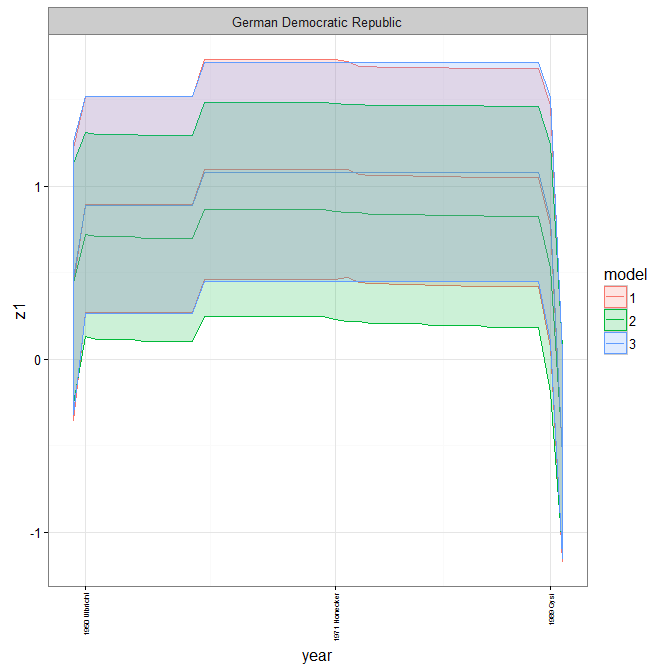 German Democratic Republic
z1
1
0
-1
1950 Ulbricht
1971 Honecker
1989 Gysi
year
model
1
2
3